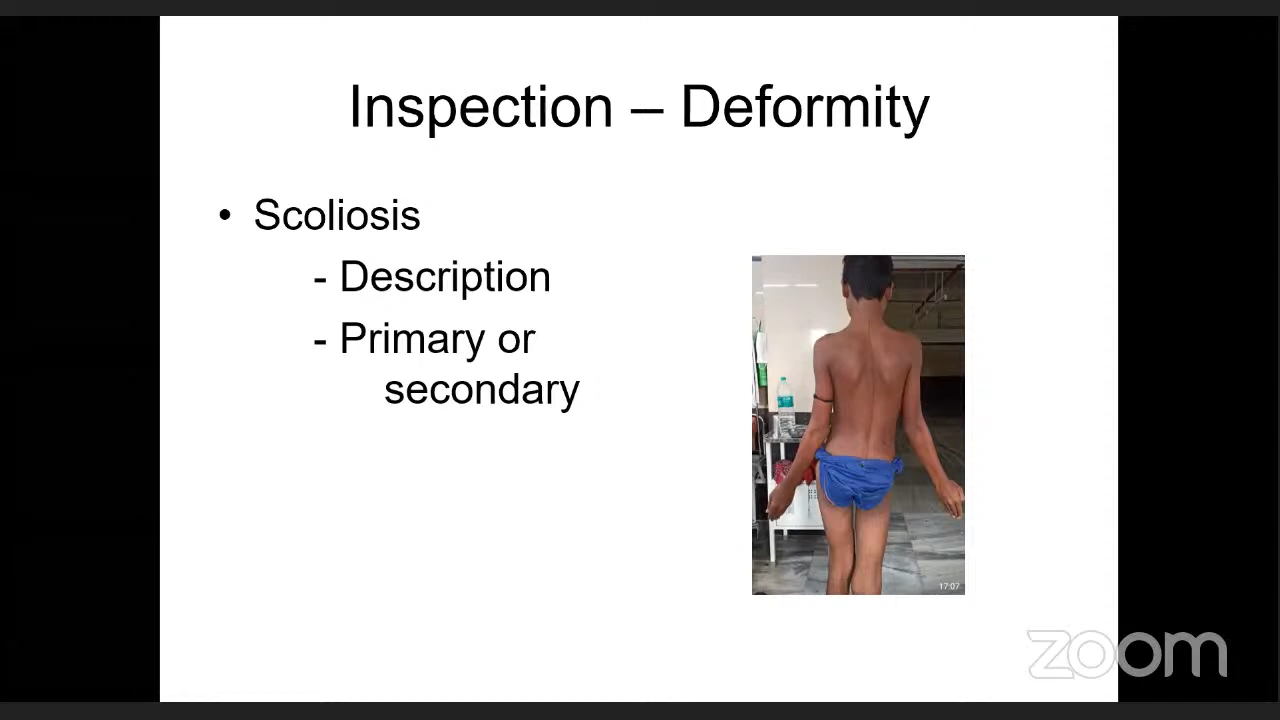 Inspection – Deformity
• Scoliosis
- Description
- Primary or
secondary
17:07
zoom